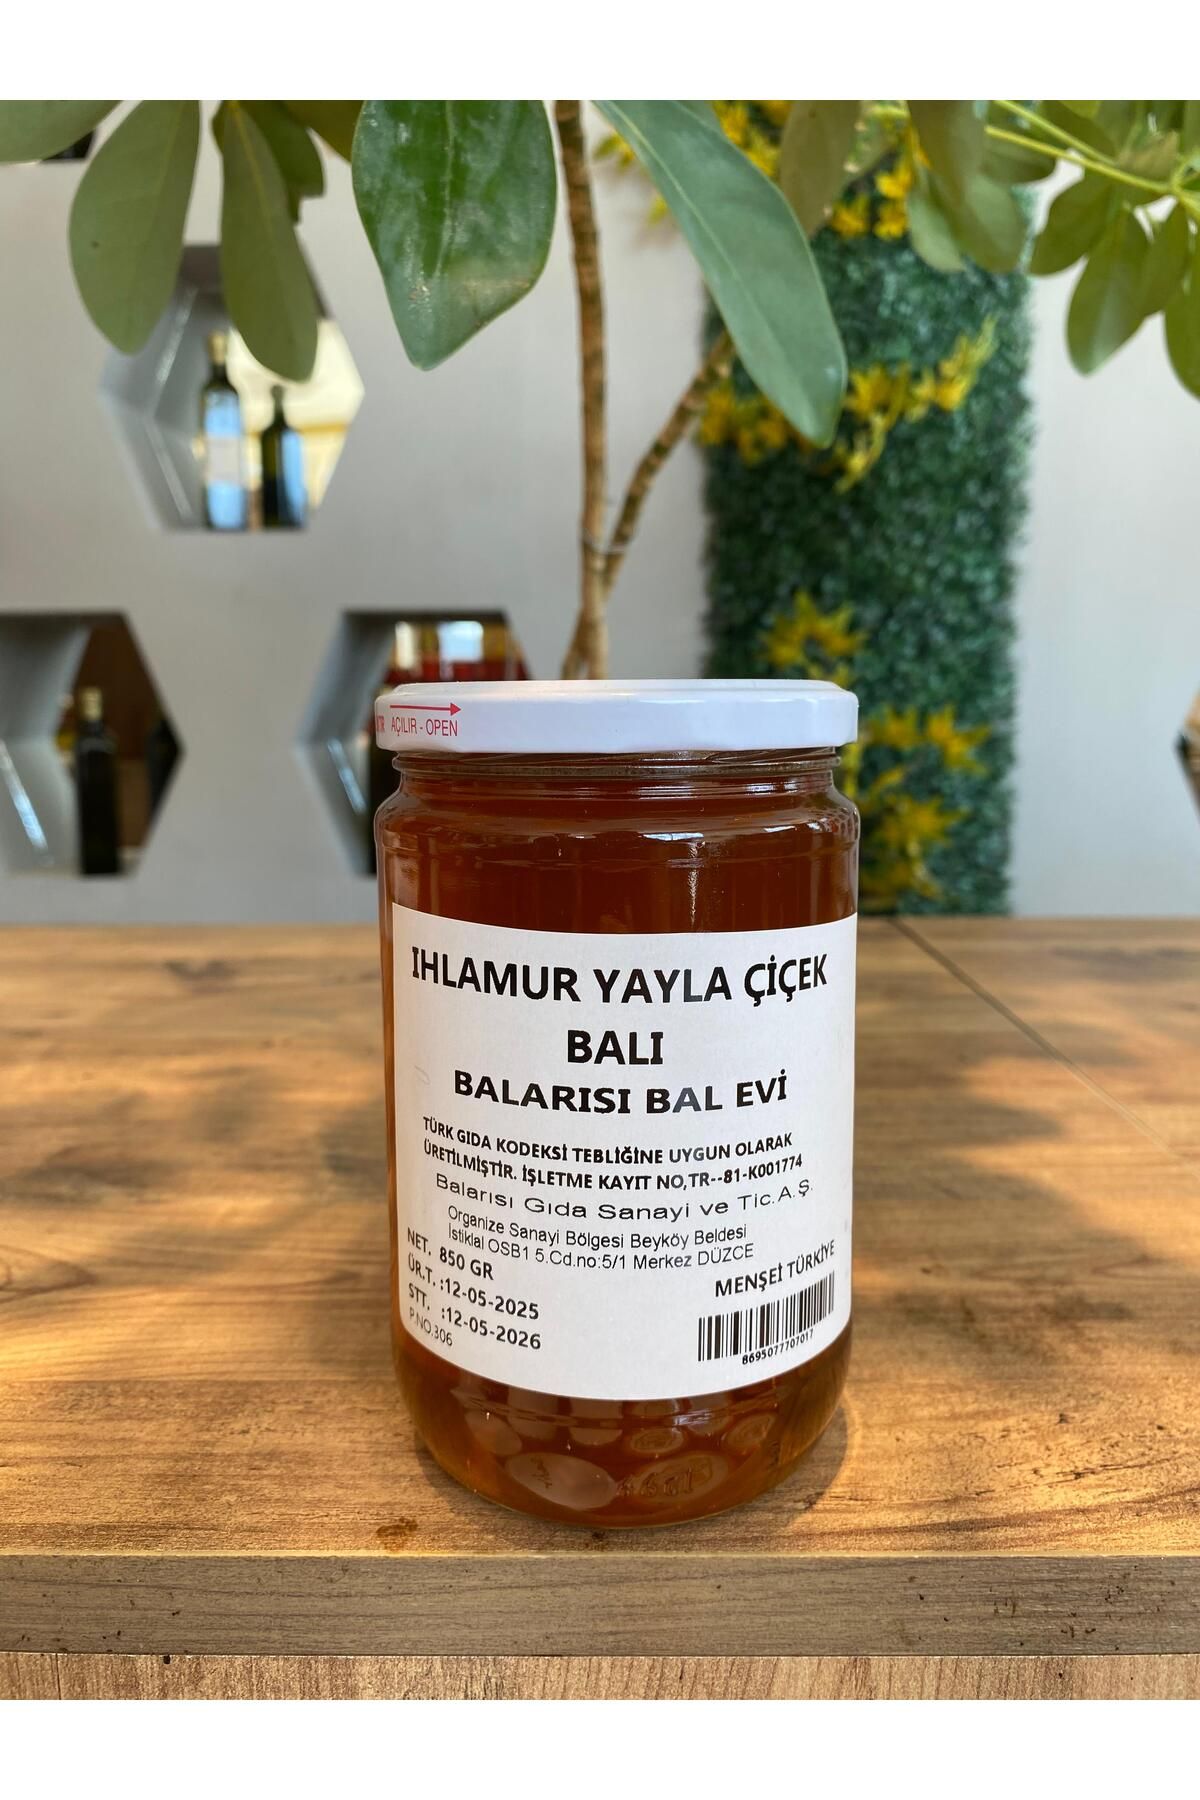 AÇILIR - OPEN
IHLAMUR YAYLA ÇİÇEK
BALI
BALARISI BAL EVİ
TÜRK GIDA KODEKSİ TEBLİĞİNE UYGUN OLARAK
ÜRETİLMİŞTİR. İŞLETME KAYIT NO,TR--81-K001774
Balarısı Gıda Sanayi ve Tic.A.Ş.
Organize Sanayi Bölgesi Beyköy Beldesi
İstiklal OSB1 5.Cd.no:5/1 Merkez DÜZCE
NET. 850 GR
ÜR.T. :12-05-2025
STT. :12-05-2026
P.NO.306
MENŞEİ TÜRKİYE
8695077707017